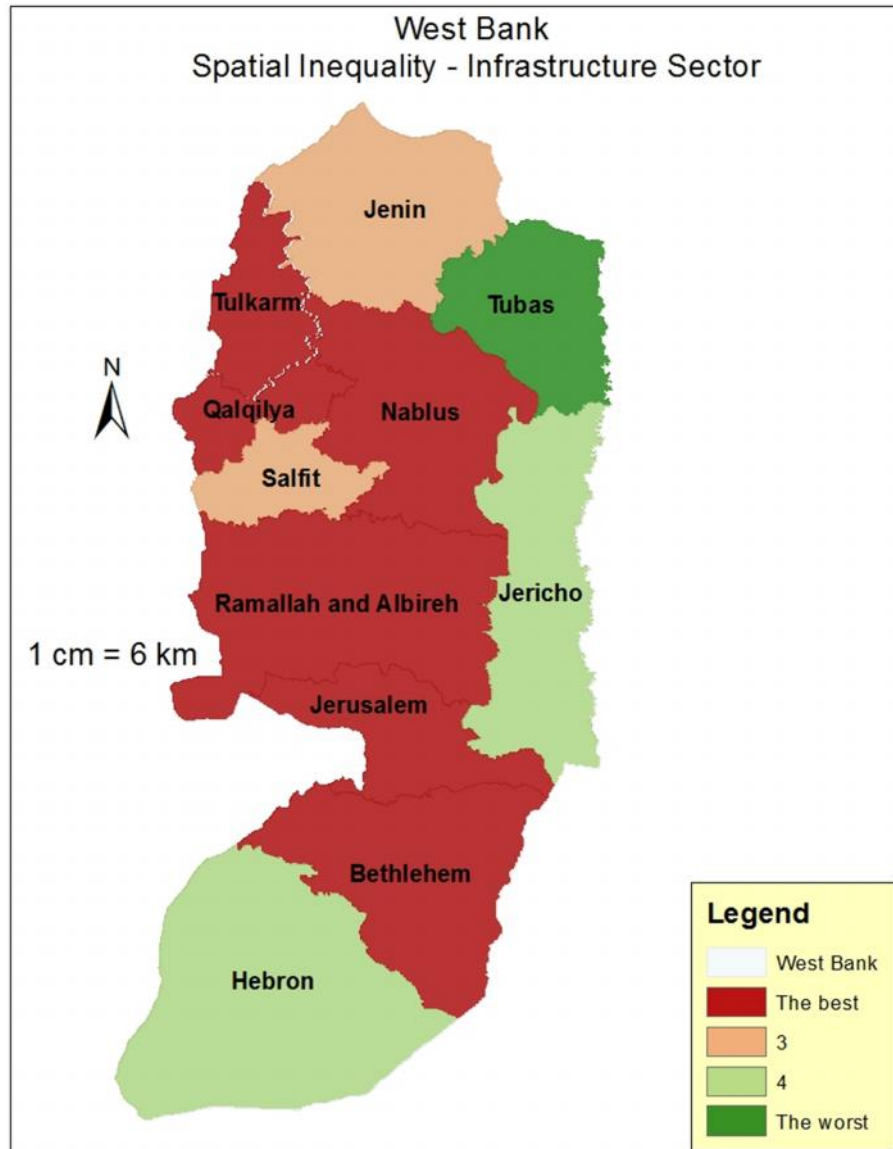 West Bank
Spatial Inequality - Infrastructure Sector
Jenin
Tulkarm
Tubas
N
Qalqilya
Nablus
Salfit
Jericho
Ramallah and Albireh
1 cm = 6 km
Jerusalem
Bethlehem
Hebron
Legend
West Bank
The best
3
4
The worst